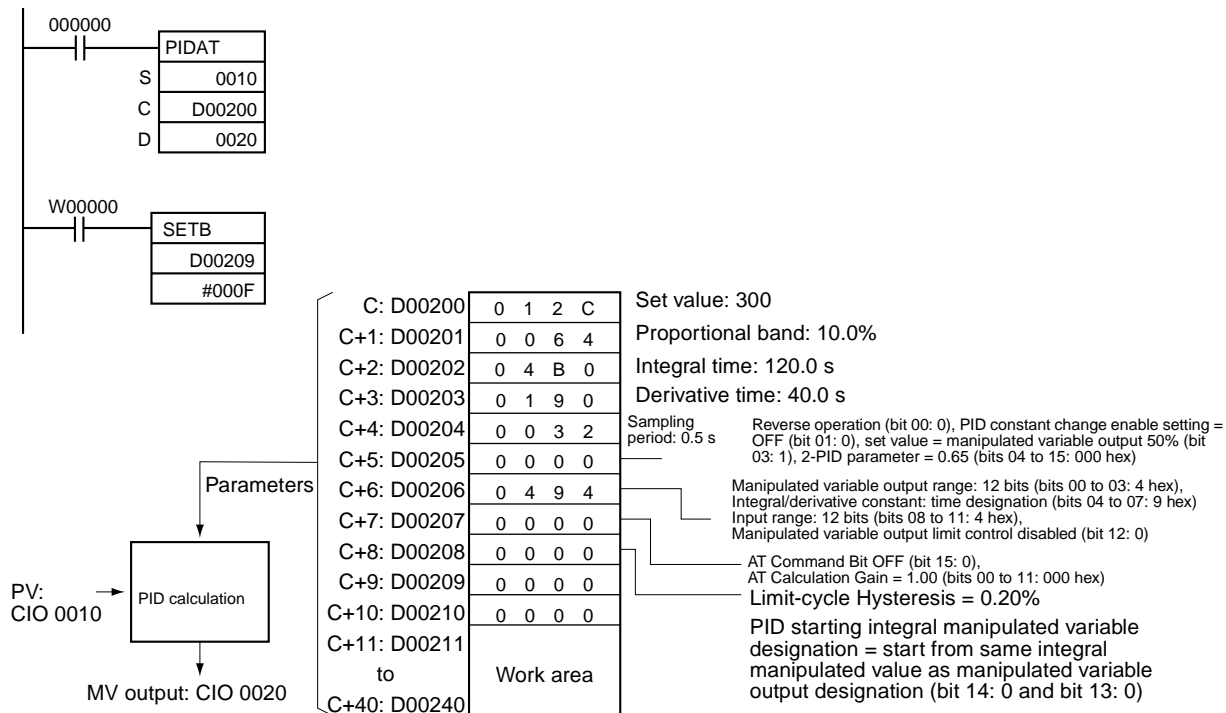 000000
PIDAT
S 0010
C D00200
D 0020
W00000
SETB
D00209
#000F
C: D00200 0 1 2 C Set value: 300
C+1: D00201 0 0 6 4 Proportional band: 10.0%
C+2: D00202 0 4 B 0 Integral time: 120.0 s
C+3: D00203 0 1 9 0 Derivative time: 40.0 s
C+4: D00204 0 0 3 2 Sampling
period: 0.5 s
C+5: D00205 0 0 0 0
Reverse operation (bit 00: 0), PID constant change enable setting =
OFF (bit 01: 0), set value = manipulated variable output 50% (bit
03: 1), 2-PID parameter = 0.65 (bits 04 to 15: 000 hex)
Parameters
C+6: D00206 0 4 9 4
Manipulated variable output range: 12 bits (bits 00 to 03: 4 hex),
Integral/derivative constant: time designation (bits 04 to 07: 9 hex)
Input range: 12 bits (bits 08 to 11: 4 hex),
Manipulated variable output limit control disabled (bit 12: 0)
C+7: D00207 0 0 0 0
AT Command Bit OFF (bit 15: 0),
AT Calculation Gain = 1.00 (bits 00 to 11: 000 hex)
C+8: D00208 0 0 0 0
Limit-cycle Hysteresis = 0.20%
C+9: D00209 0 0 0 0
C+10: D00210 0 0 0 0
PID starting integral manipulated variable
designation = start from same integral
manipulated value as manipulated variable
output designation (bit 14: 0 and bit 13: 0)
C+11: D00211
to
C+40: D00240
Work area
PV:
CIO 0010
PID calculation
MV output: CIO 0020